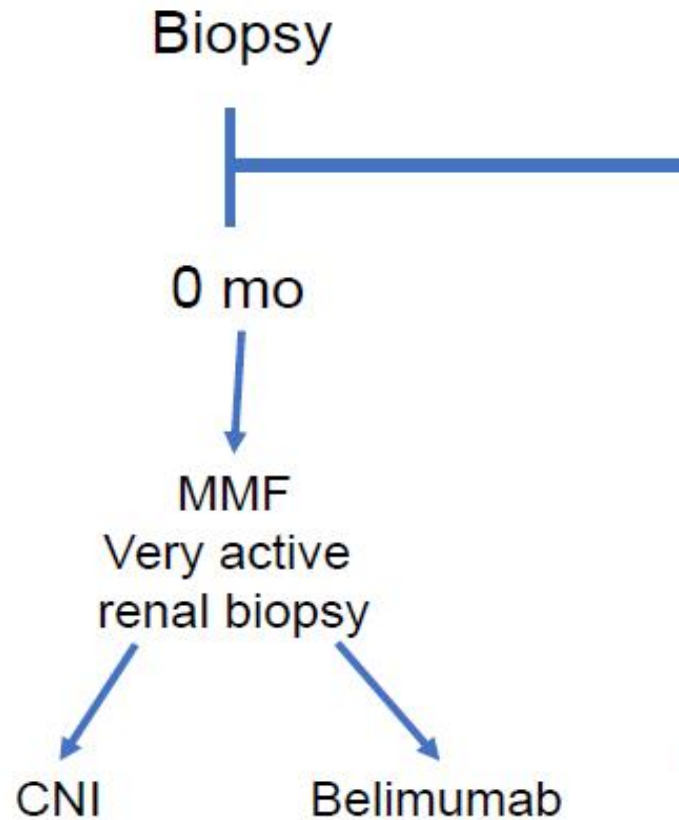 Biopsy
0 mo
MMF
Very active
renal biopsy
CNI
Belimumab